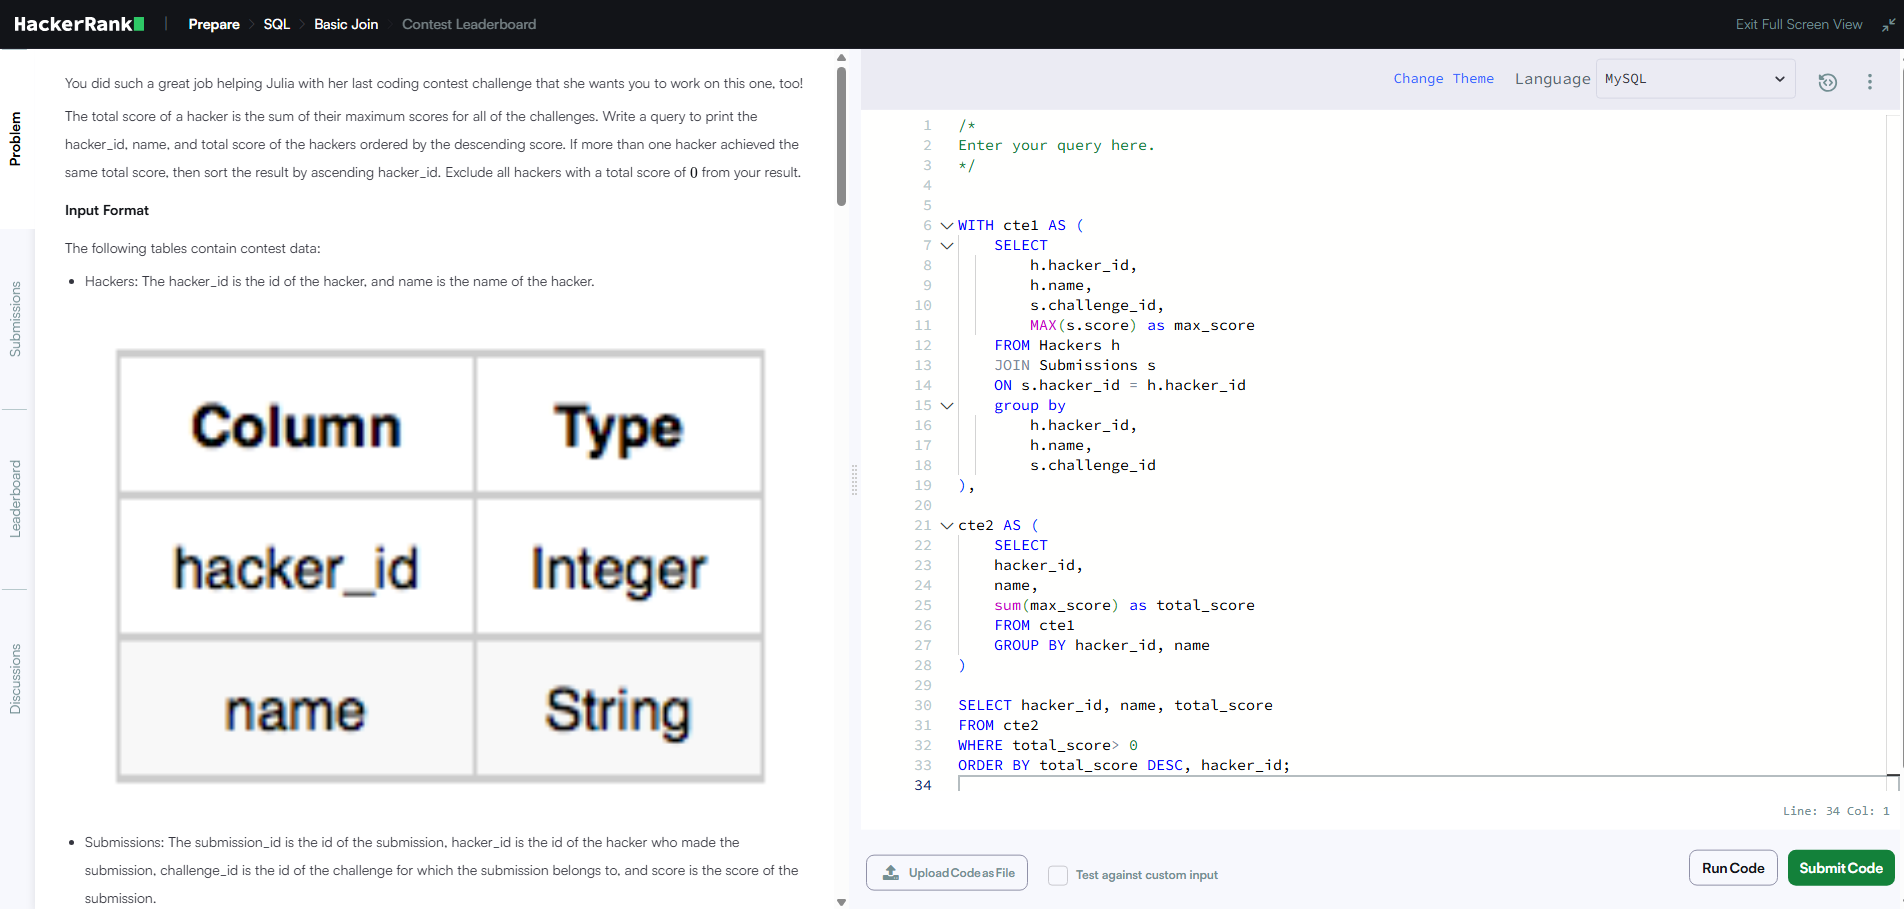 HackerRank
Prepare
SQL
Basic Join
Contest Leaderboard
Exit Full Screen View
Problem
Submissions
Leaderboard
Discussions
You did such a great job helping Julia with her last coding contest challenge that she wants you to work on this one, too!
The total score of a hacker is the sum of their maximum scores for all of the challenges. Write a query to print the
hacker_id, name, and total score of the hackers ordered by the descending score. If more than one hacker achieved the
same total score, then sort the result by ascending hacker_id. Exclude all hackers with a total score of 0 from your result.
Input Format
The following tables contain contest data:
• Hackers: The hacker_id is the id of the hacker, and name is the name of the hacker.
Column Type
hacker_id Integer
name String
• Submissions: The submission_id is the id of the submission, hacker_id is the id of the hacker who made the
submission, challenge_id is the id of the challenge for which the submission belongs to, and score is the score of the
submission.
Change Theme Language MySQL
1 /*
2 Enter your query here.
3 */
4
5
6 WITH cte1 AS (
7 SELECT
8 h.hacker_id,
9 h.name,
10 s.challenge_id,
11 MAX(s.score) as max_score
12 FROM Hackers h
13 JOIN Submissions s
14 ON s.hacker_id = h.hacker_id
15 group by
16 h.hacker_id,
17 h.name,
18 s.challenge_id
19 ),
20
21 cte2 AS (
22 SELECT
23 hacker_id,
24 name,
25 sum(max_score) as total_score
26 FROM cte1
27 GROUP BY hacker_id, name
28 )
29
30 SELECT hacker_id, name, total_score
31 FROM cte2
32 WHERE total_score> 0
33 ORDER BY total_score DESC, hacker_id;
34
Line: 34 Col: 1
Upload Code as File
Test against custom input
Run Code
Submit Code